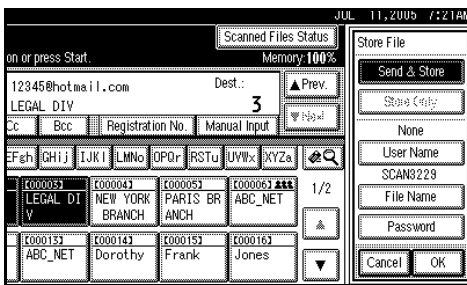 JUL 11,2005 7:21AM
Scanned Files Status
Store File
on or press Start.
Memory:100%
Send & Store
12345@hotmail.com
Dest.:
▲Prev.
LEGAL DIV
3
▼Next
Store Only
None
Cc Bcc Registration No. Manual Input
User Name
EFgh GHij IJKl LMNo OPQr RSTu UVWx XYZa
SCAN3229
File Name
[00003] [00004] [00005] [00006]
LEGAL DI NEW YORK PARIS BR ABC_NET
V BRANCH ANCH
1/2
Password
[00013] [00014] [00015] [00016]
ABC_NET Dorothy Frank Jones
Cancel OK